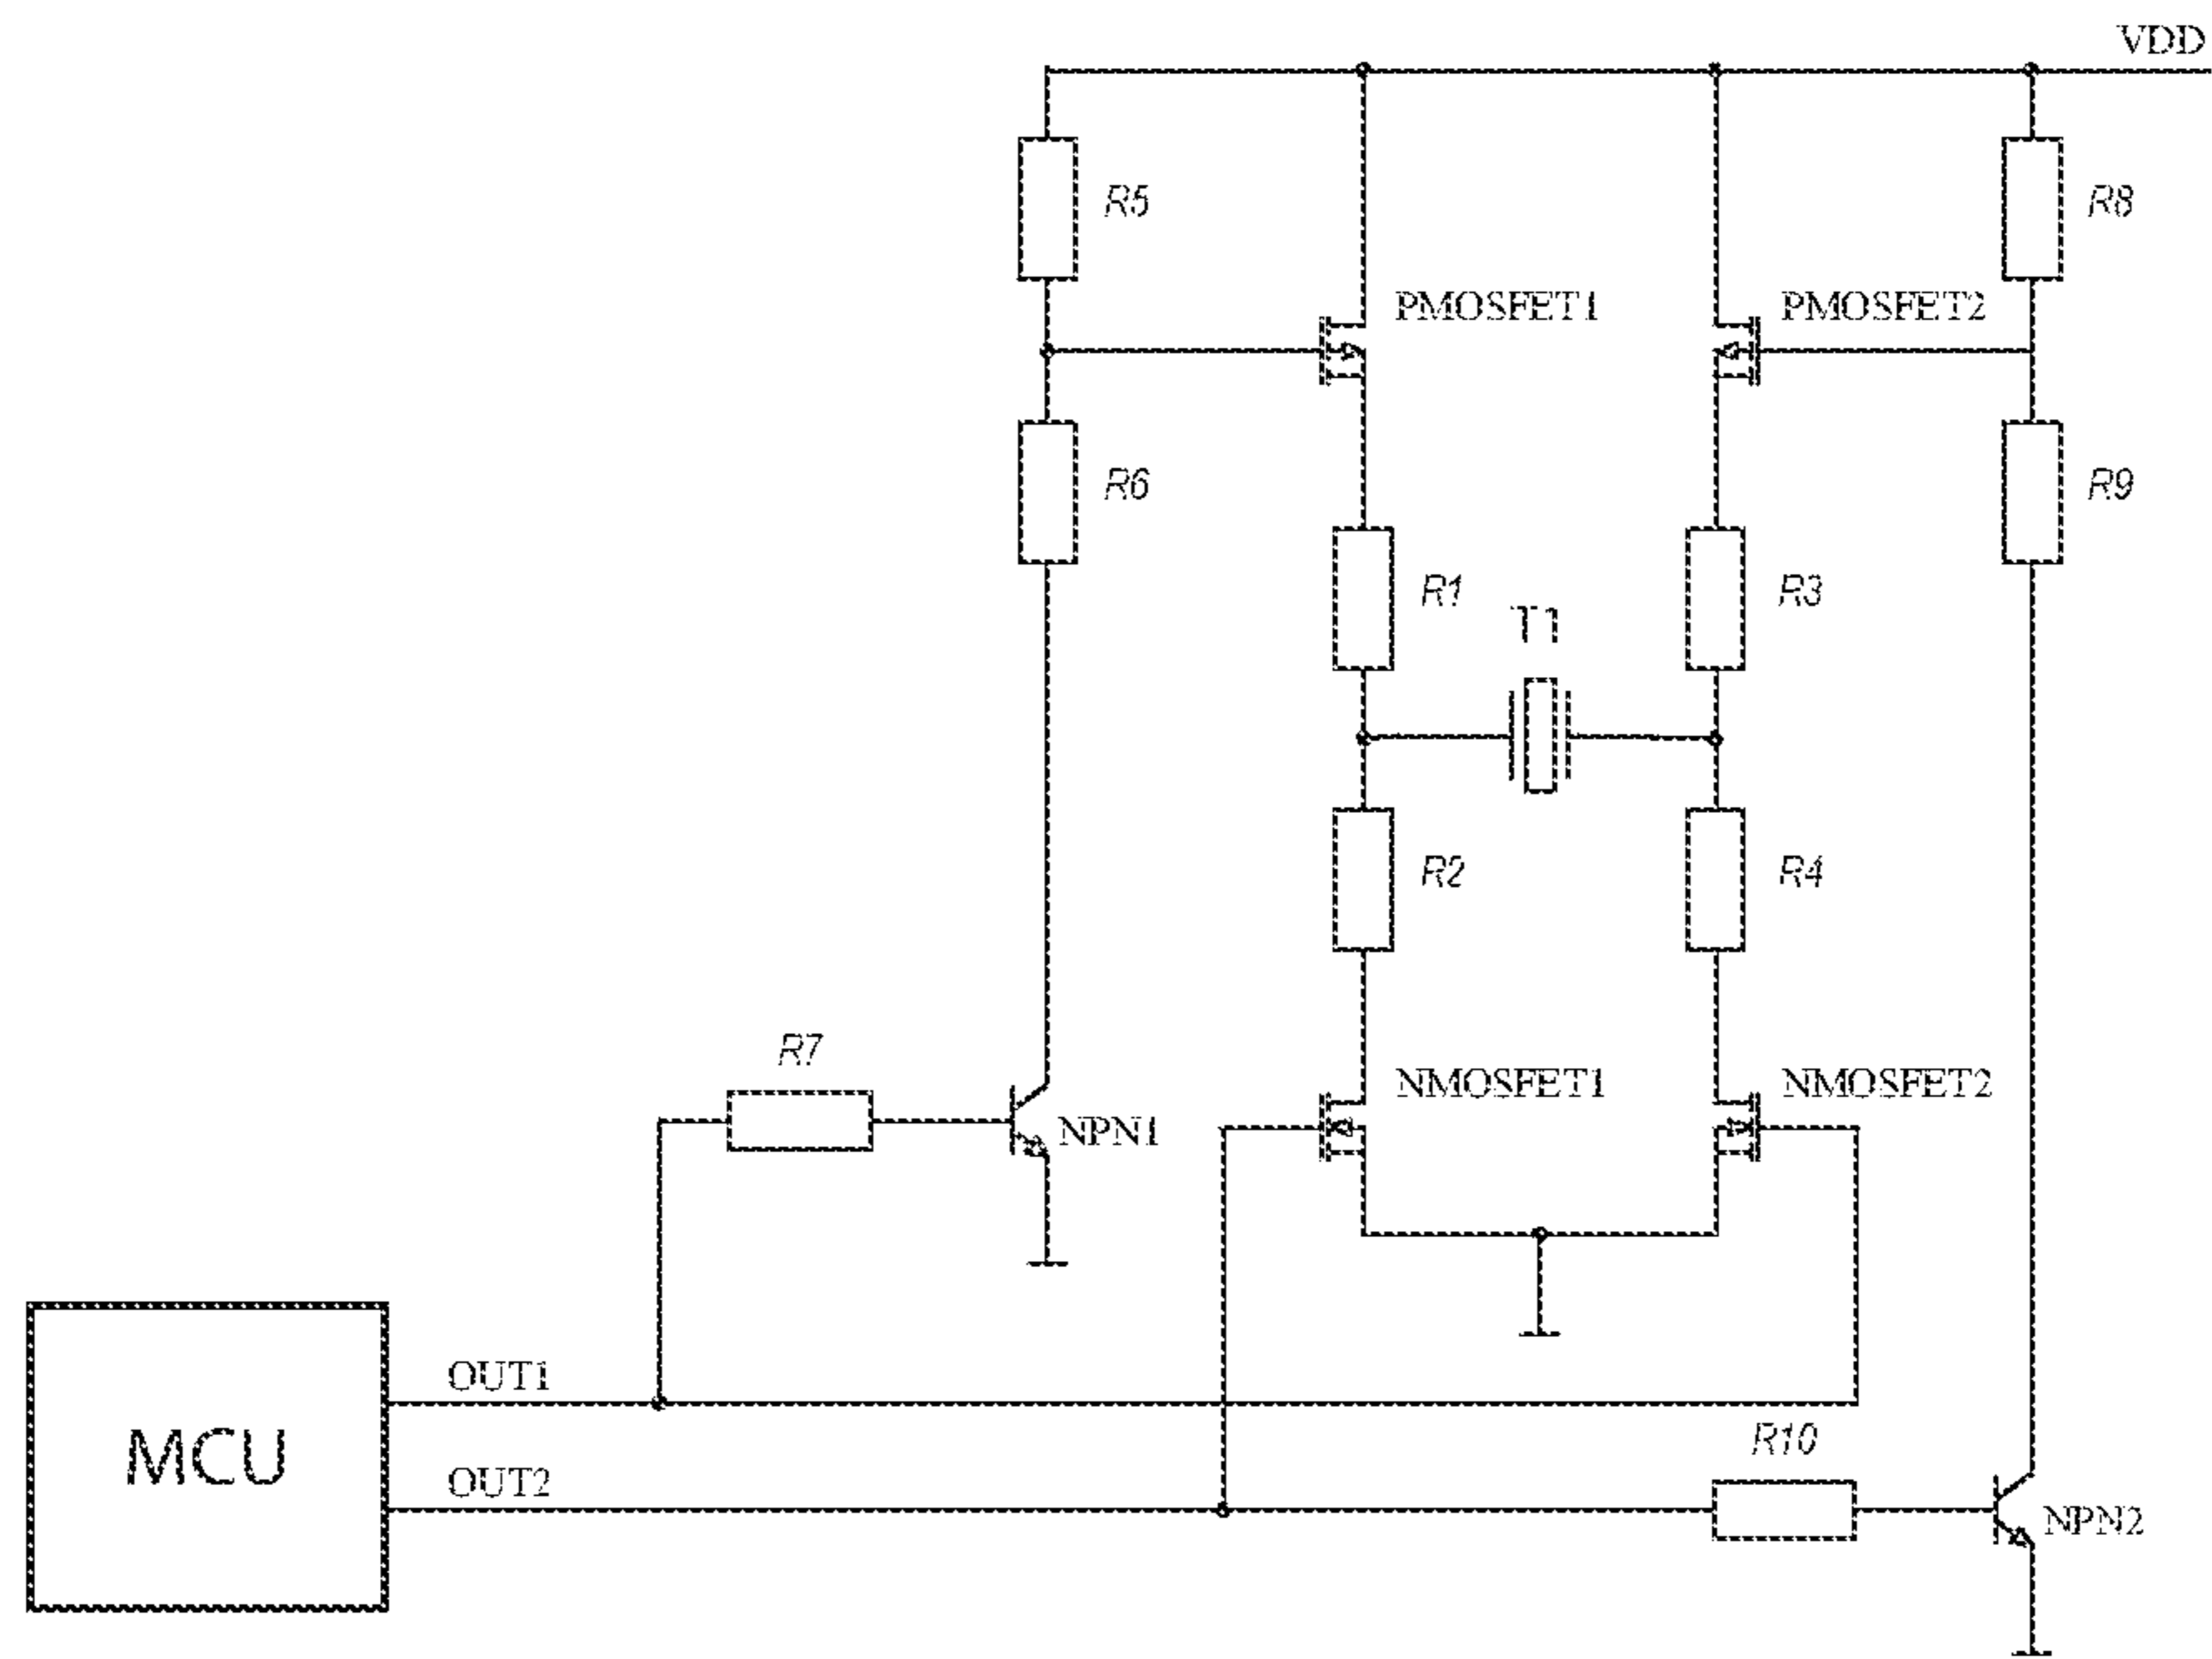 VDD
R5
R8
PMOSFET1
PMOSFET2
R6
R9
R1
T1
R3
R2
R4
R7
NMOSFET1
NMOSFET2
NPN1
OUT1
MCU
R10
OUT2
NPN2